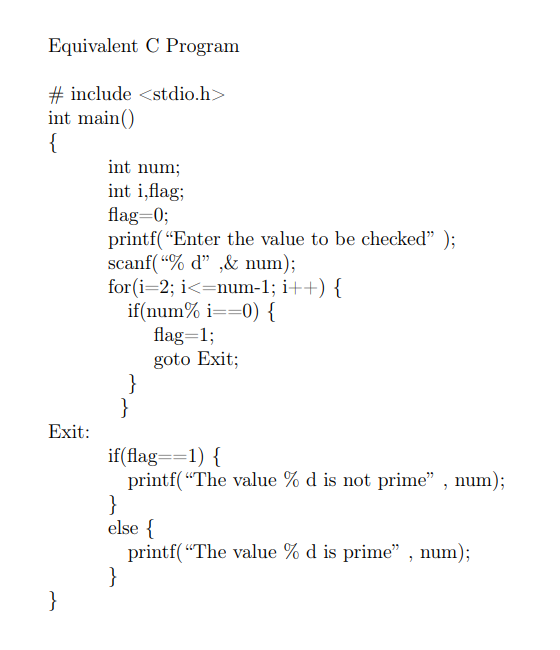 Equivalent C Program
# include <stdio.h>
int main()
{
int num;
int i,flag;
flag=0;
printf(“Enter the value to be checked” );
scanf(“% d” ,& num);
for(i=2; i<=num-1; i++) {
if(num% i==0) {
flag=1;
goto Exit;
}
}
Exit:
if(flag==1) {
printf(“The value % d is not prime” , num);
}
else {
printf(“The value % d is prime” , num);
}
}